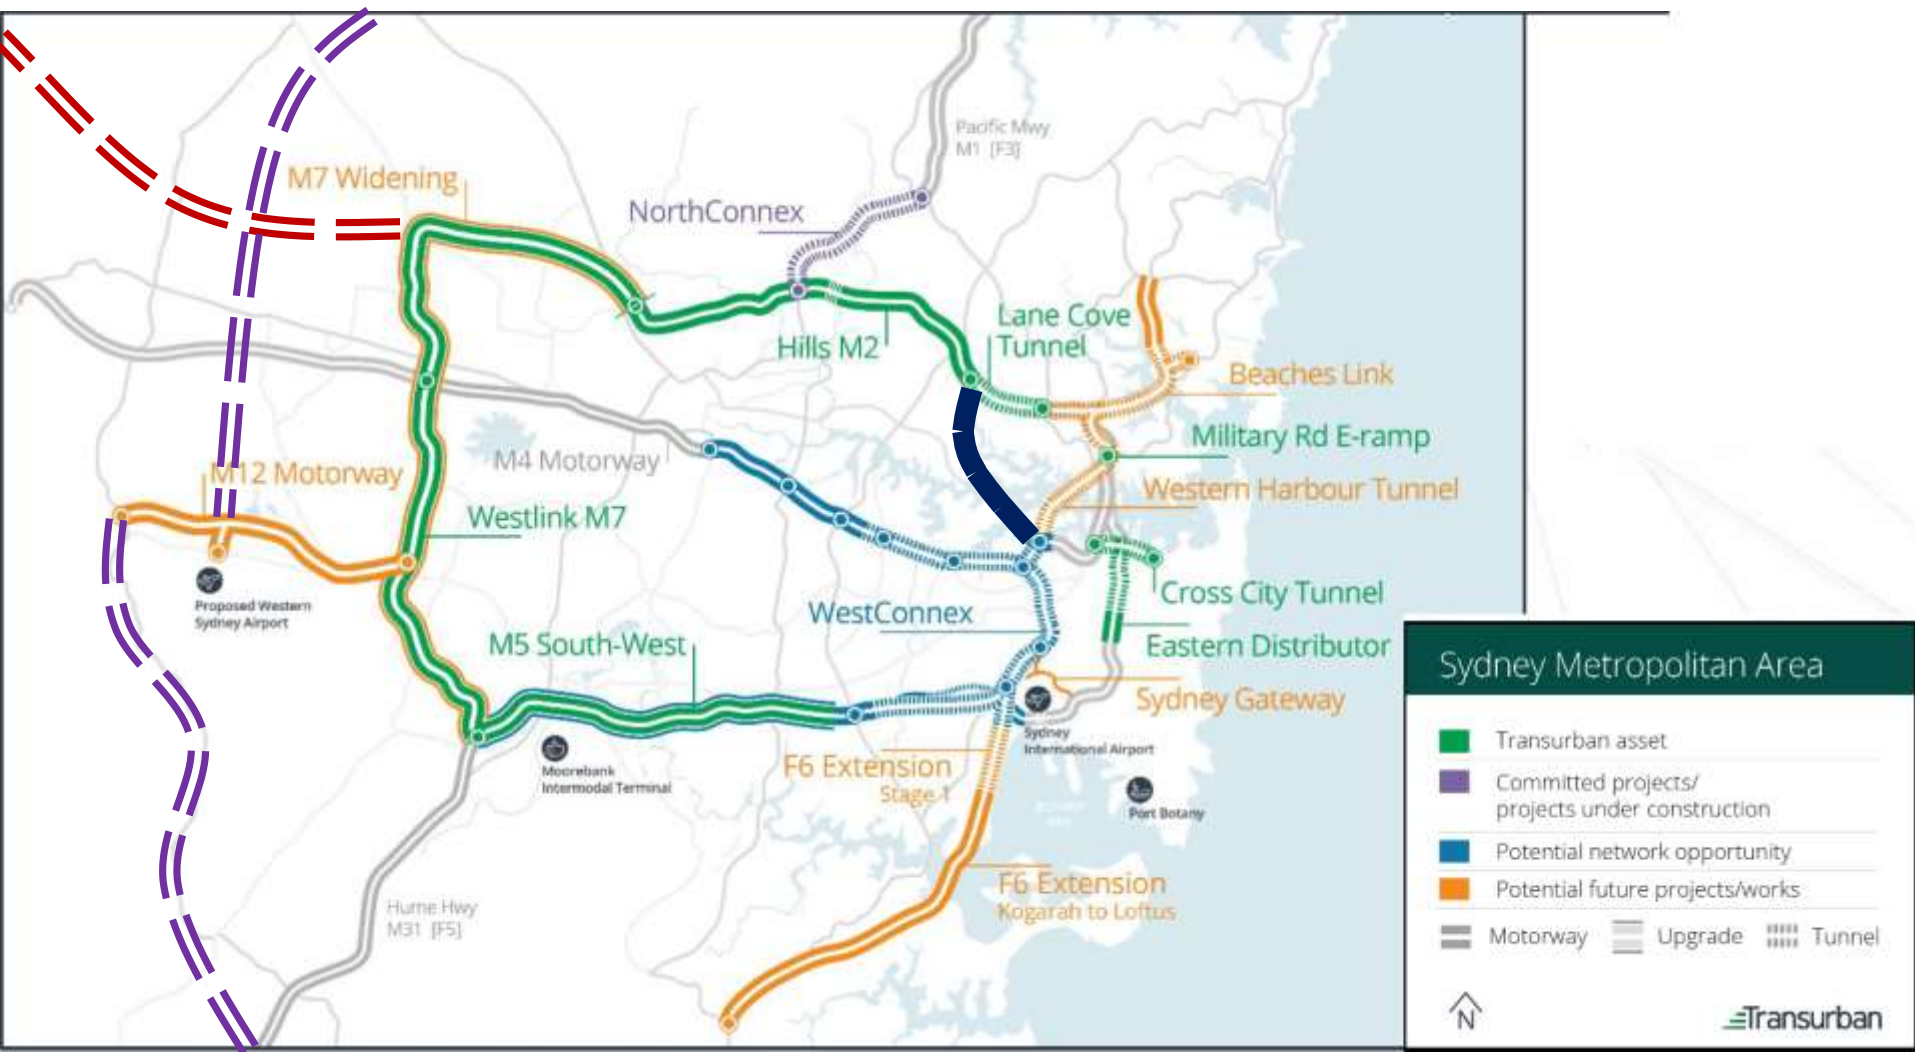 Pacific Mwy
M1 [F3]
M7 Widening
NorthConnex
Lane Cove
Tunnel
Hills M2
Beaches Link
Military Rd E-ramp
M4 Motorway
M12 Motorway
Western Harbour Tunnel
Westlink M7
Proposed Western
Sydney Airport
Cross City Tunnel
WestConnex
M5 South-West
Eastern Distributor
Sydney Gateway
Sydney
International Airport
Moorebank
Intermodal Terminal
F6 Extension
Stage 1
Port Botany
F6 Extension
Kogarah to Loftus
Hume Hwy
M31 [F5]
Sydney Metropolitan Area
Transurban asset
Committed projects/
projects under construction
Potential network opportunity
Potential future projects/works
Motorway Upgrade Tunnel
N
Transurban